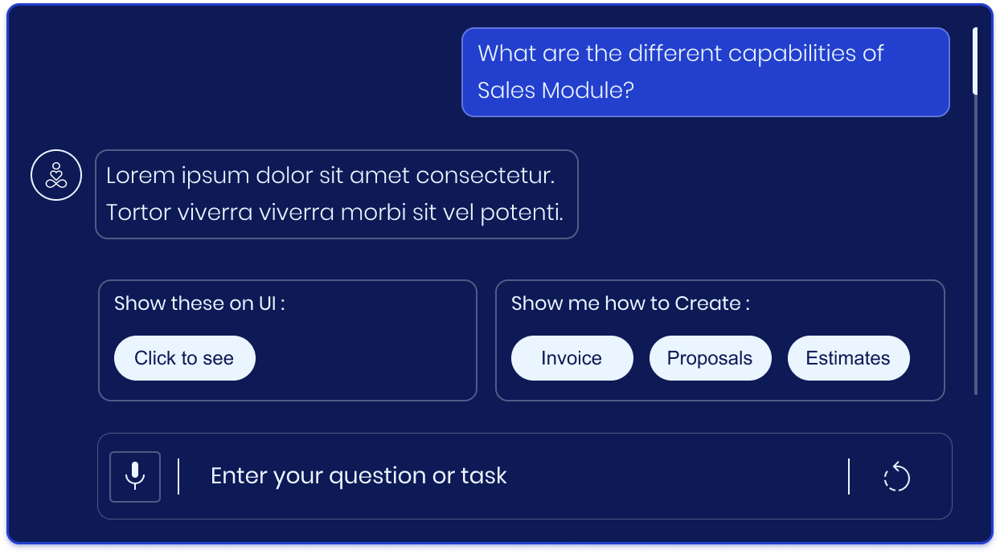 What are the different capabilities of
Sales Module?
Lorem ipsum dolor sit amet consectetur.
Tortor viverra viverra morbi sit vel potenti.
Show these on UI :
Click to see
Show me how to Create :
Invoice Proposals Estimates
Enter your question or task